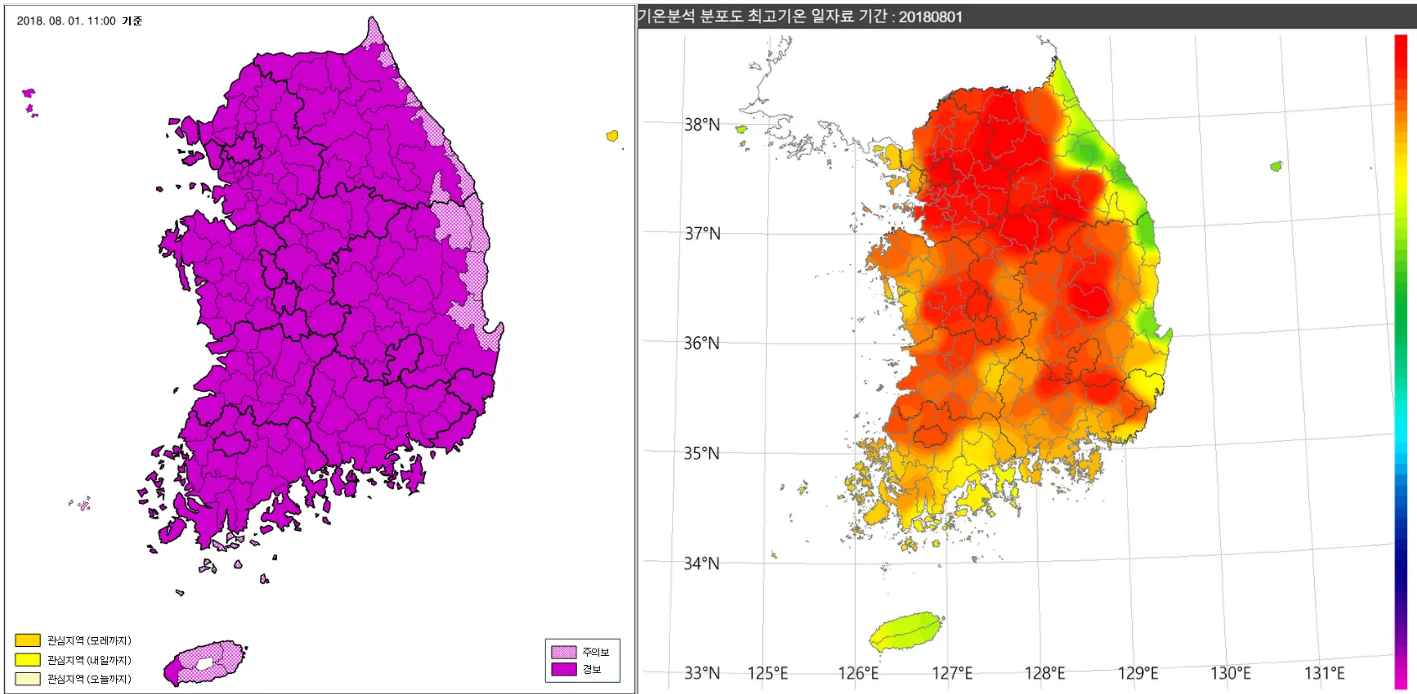 2018. 08. 01. 11:00 기준
관심지역 (모레까지)
관심지역 (내일까지)
관심지역 (오늘까지)
주의보
경보
기온분석 분포도 최고기온 일자료 기간 : 20180801
38°N
37°N
36°N
35°N
34°N
33°N
125°E
126°E
127°E
128°E
129°E
130°E
131°E